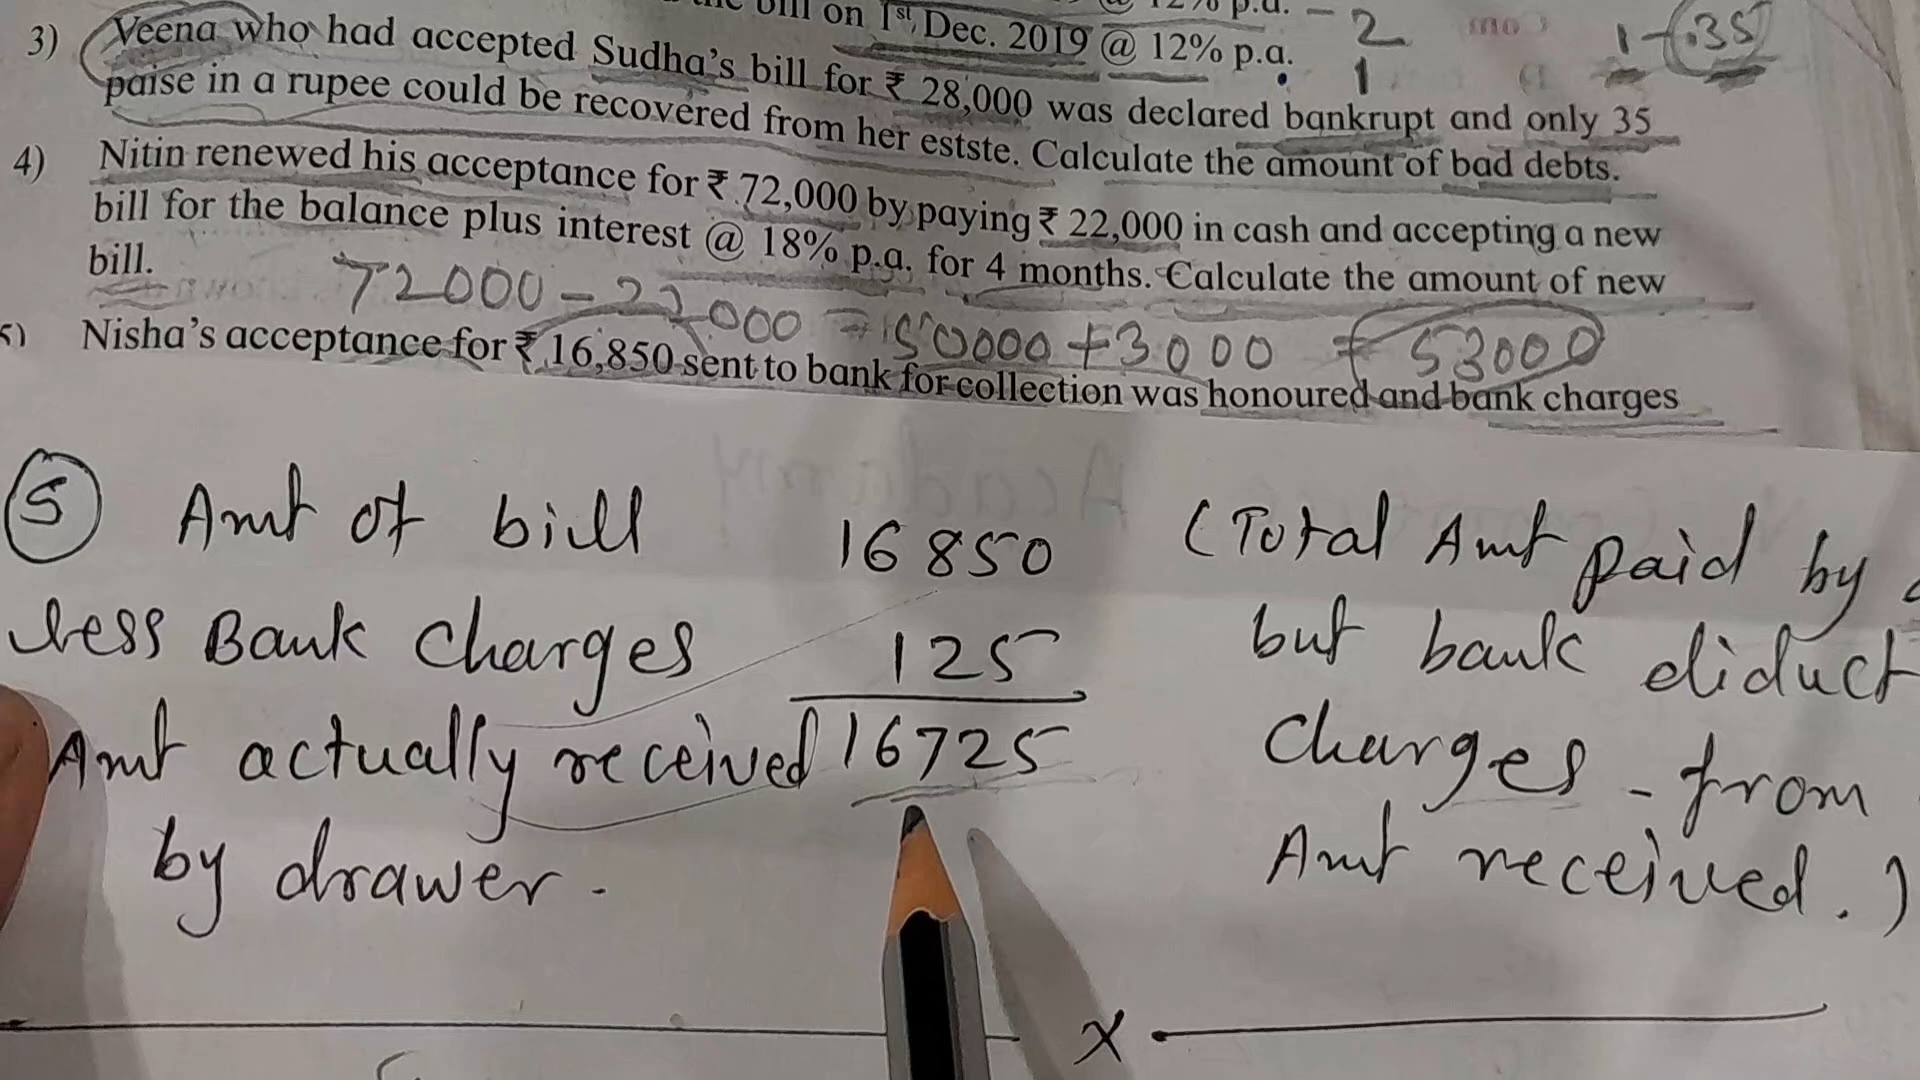 bill on 1st Dec. 2019 @ 12% p.a. - 2
1 - .35
3) Veena who had accepted Sudha's bill for ₹ 28,000 was declared bankrupt and only 35
paise in a rupee could be recovered from her estste. Calculate the amount of bad debts.
1
4) Nitin renewed his acceptance for ₹ 72,000 by paying ₹ 22,000 in cash and accepting a new
bill for the balance plus interest @ 18% p.a. for 4 months. Calculate the amount of new
bill.
72000 - 22000 = 50000 + 3000 = 53000
5) Nisha's acceptance for ₹ 16,850 sent to bank for collection was honoured and bank charges
5 Amt of bill 16850 (Total Amt paid by
less Bank charges 125 but bank diduct
Amt actually received 16725 charges - from
by drawer. Amt received.)
x